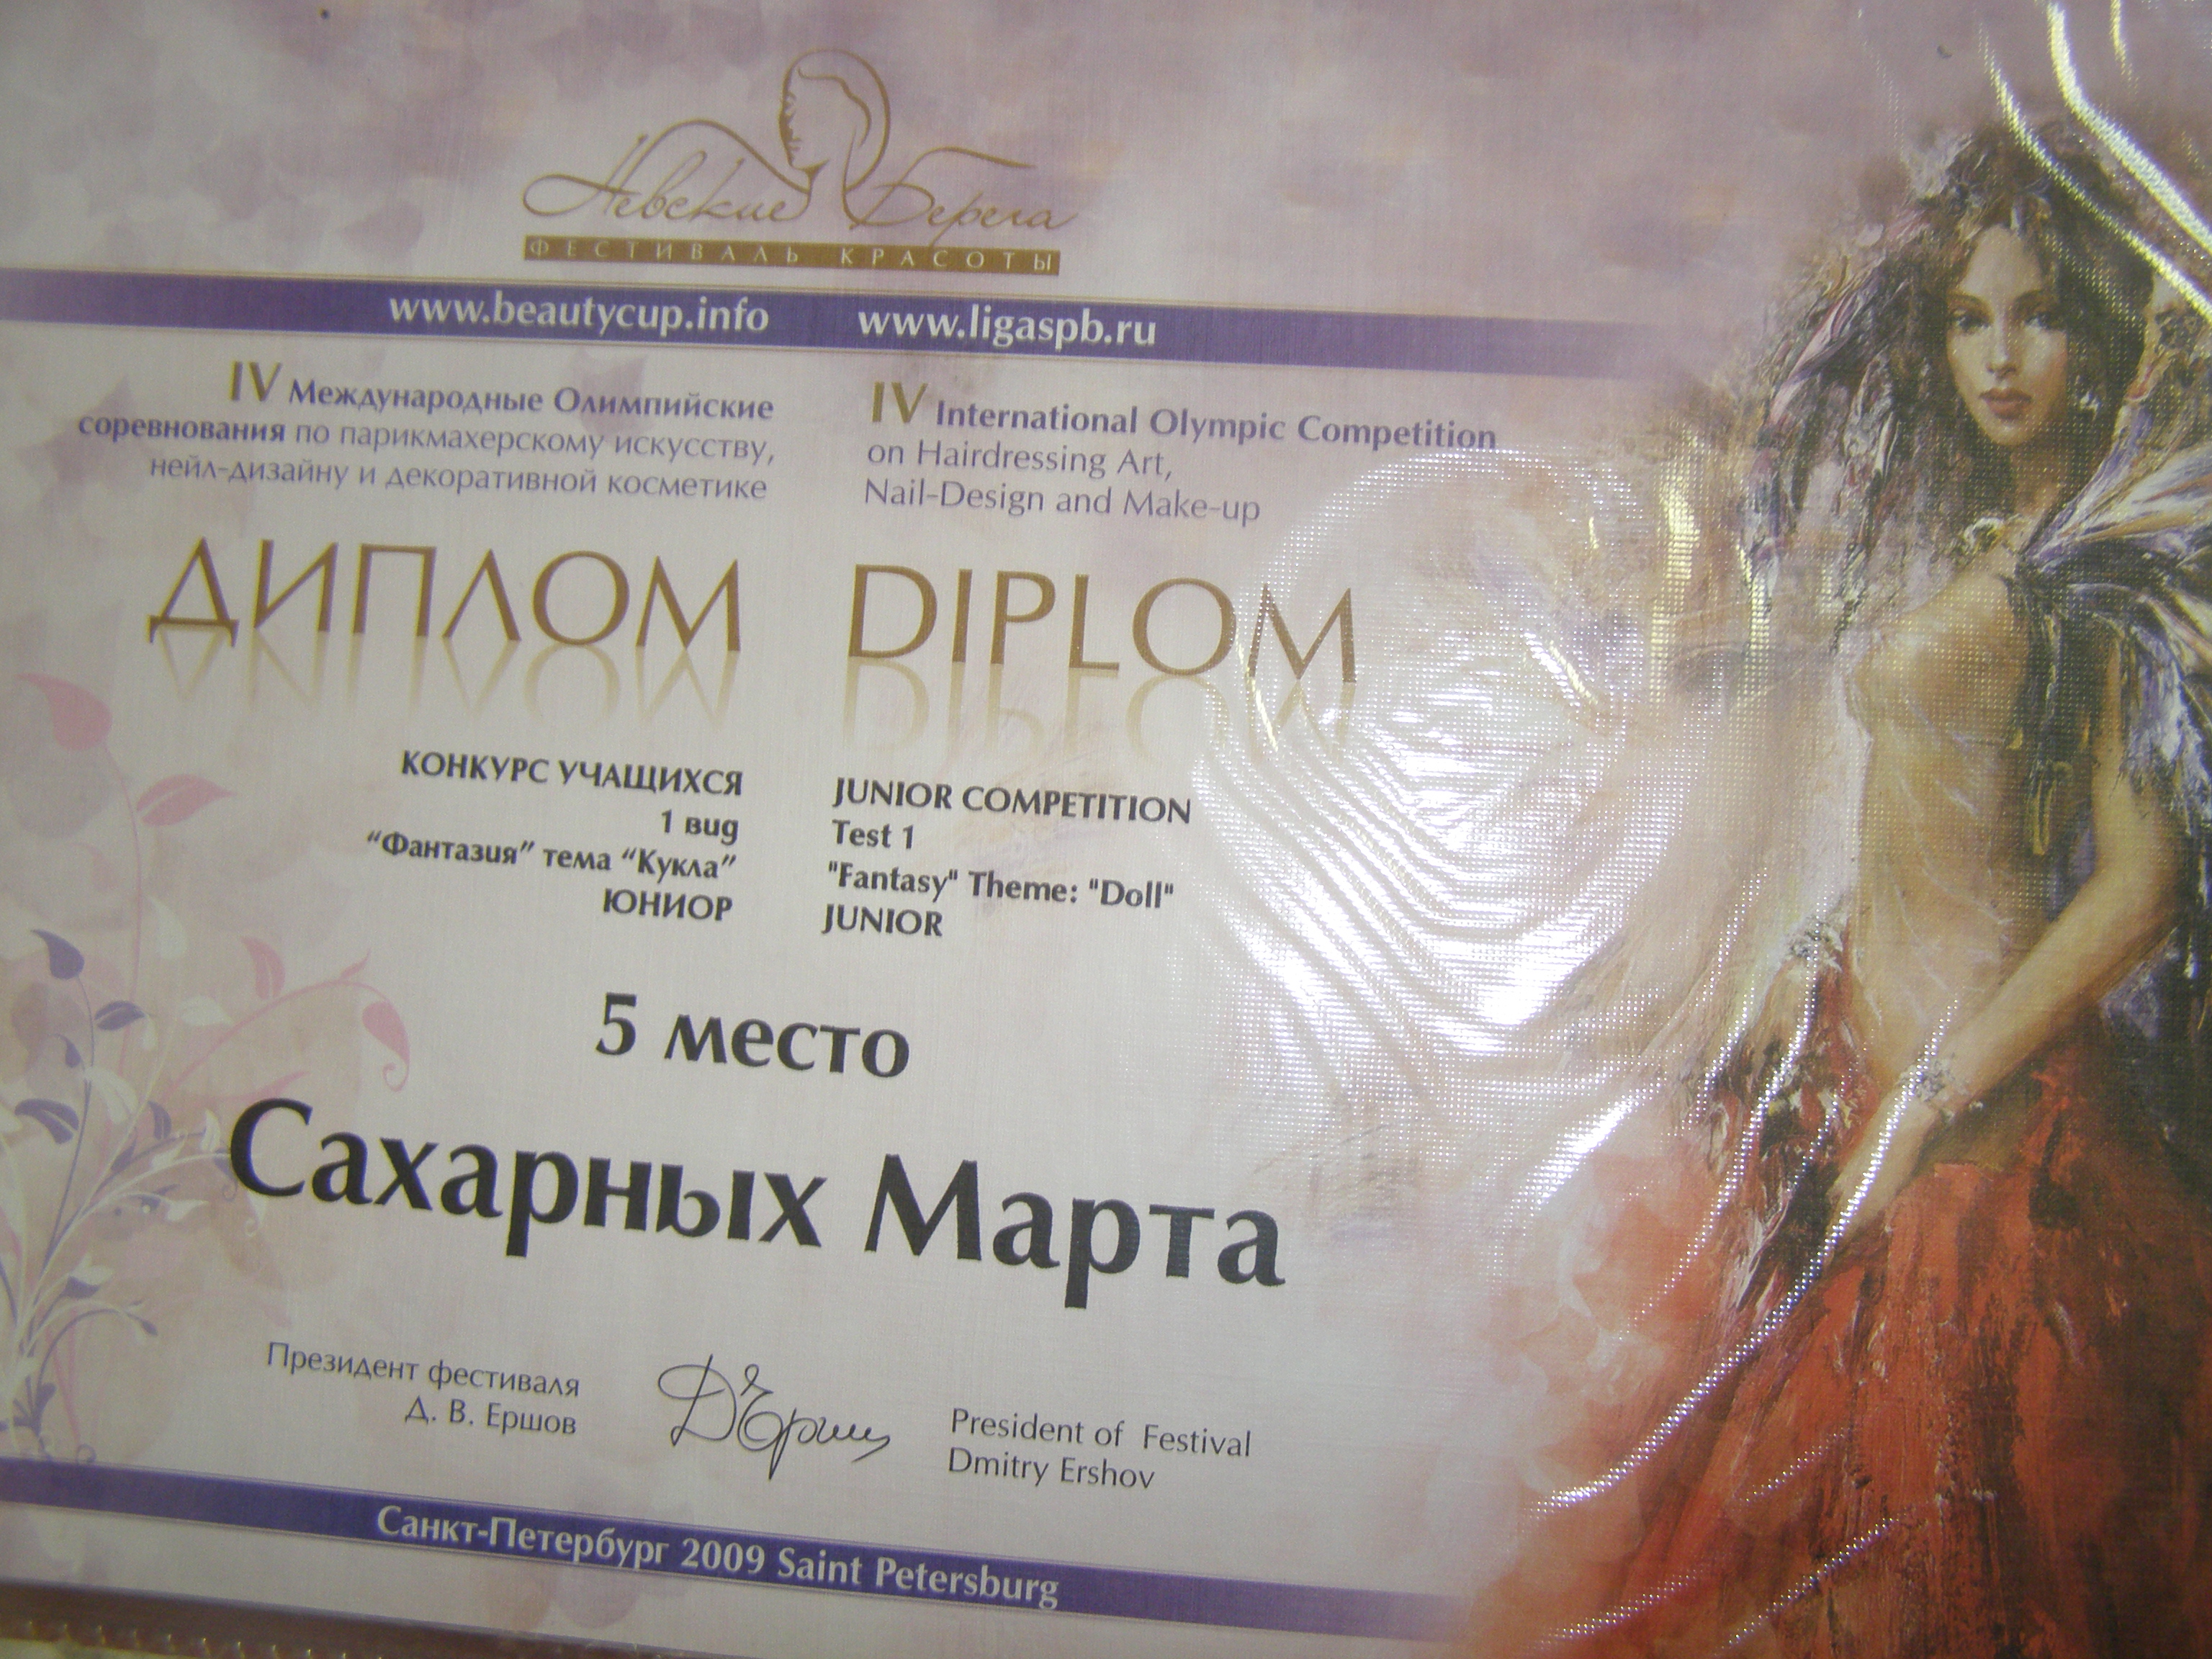 Невские Берега
ФЕСТИВАЛЬ КРАСОТЫ
www.beautycup.info www.ligaspb.ru
IV Международные Олимпийские
соревнования по парикмахерскому искусству,
нейл-дизайну и декоративной косметике
IV International Olympic Competition
on Hairdressing Art,
Nail-Design and Make-up
ДИПЛОМ
DIPLOM
КОНКУРС УЧАЩИХСЯ
1 вид
“Фантазия” тема “Кукла”
ЮНИОР
JUNIOR COMPETITION
Test 1
"Fantasy" Theme: "Doll"
JUNIOR
5 место
Сахарных Марта
Президент фестиваля
Д. В. Ершов
President of Festival
Dmitry Ershov
Санкт-Петербург 2009 Saint Petersburg